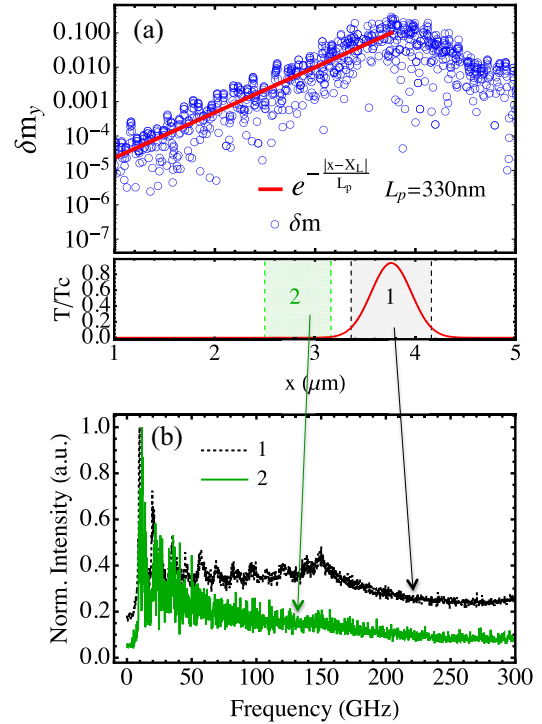 (a)
δm_y
0.100
0.010
0.001
10^-4
10^-5
10^-6
10^-7
e^{-|x-X_L|/L_p} L_p=330nm
δm
T/Tc
0.8
0.6
0.4
0.2
0.0
2
1
1 2 3 4 5
x (μm)
(b)
Norm. Intensity (a.u.)
1.0
0.8
0.6
0.4
0.2
0.0
1
2
0 50 100 150 200 250 300
Frequency (GHz)